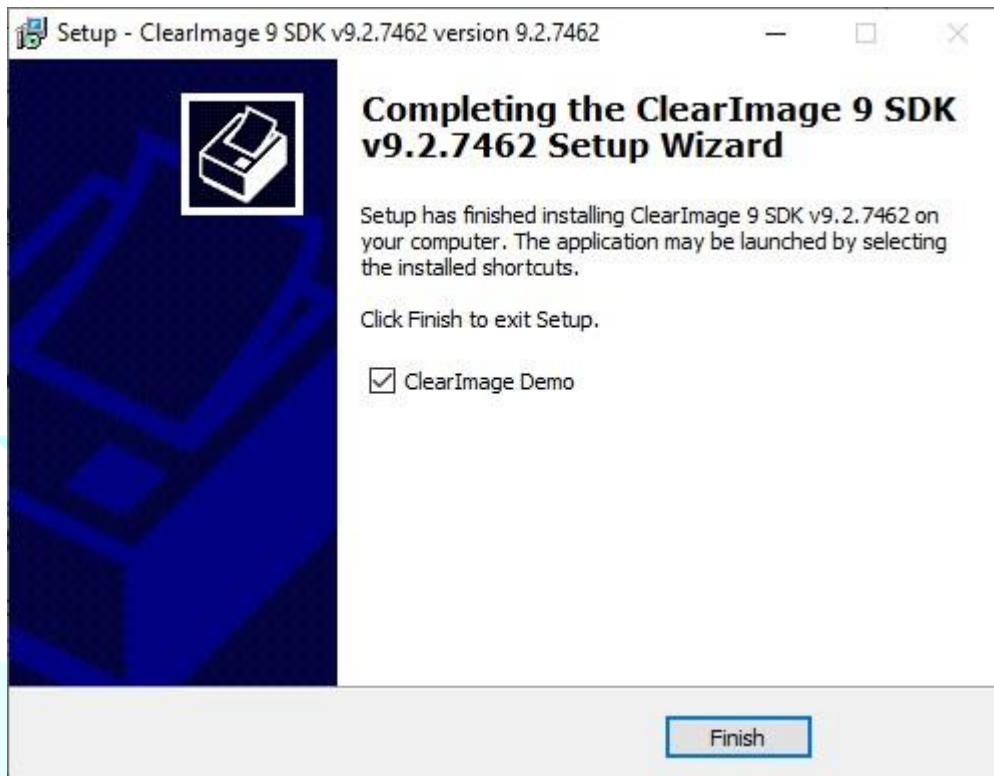 Setup - ClearImage 9 SDK v9.2.7462 version 9.2.7462
Completing the ClearImage 9 SDK
v9.2.7462 Setup Wizard
Setup has finished installing ClearImage 9 SDK v9.2.7462 on
your computer. The application may be launched by selecting
the installed shortcuts.
Click Finish to exit Setup.
ClearImage Demo
Finish